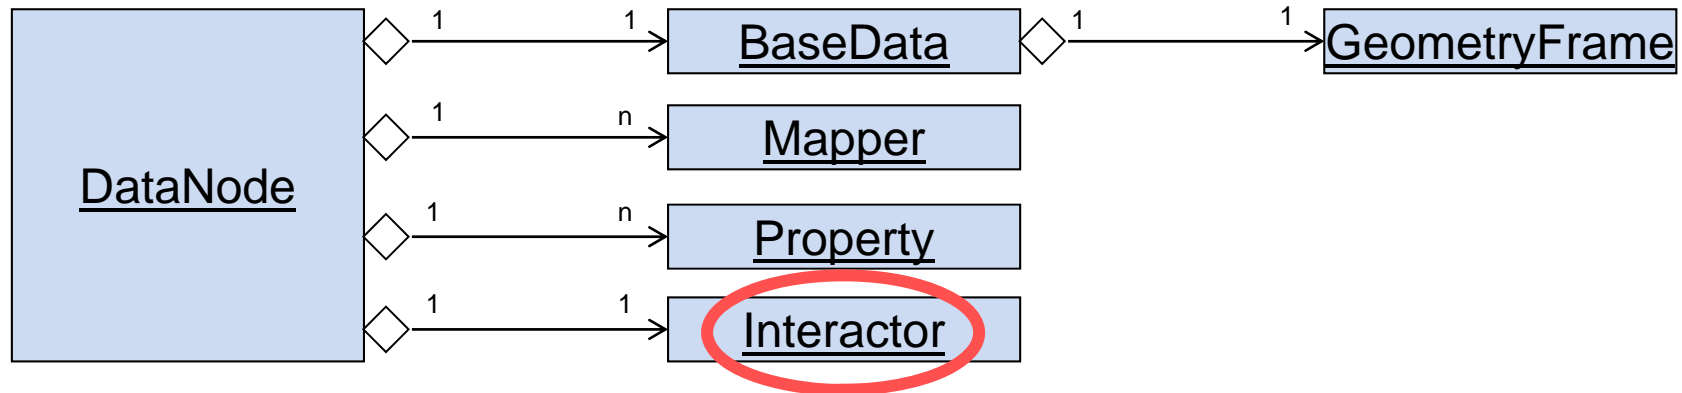 DataNode
1 1
BaseData
1 1
GeometryFrame
1 n
Mapper
1 n
Property
1 1
Interactor